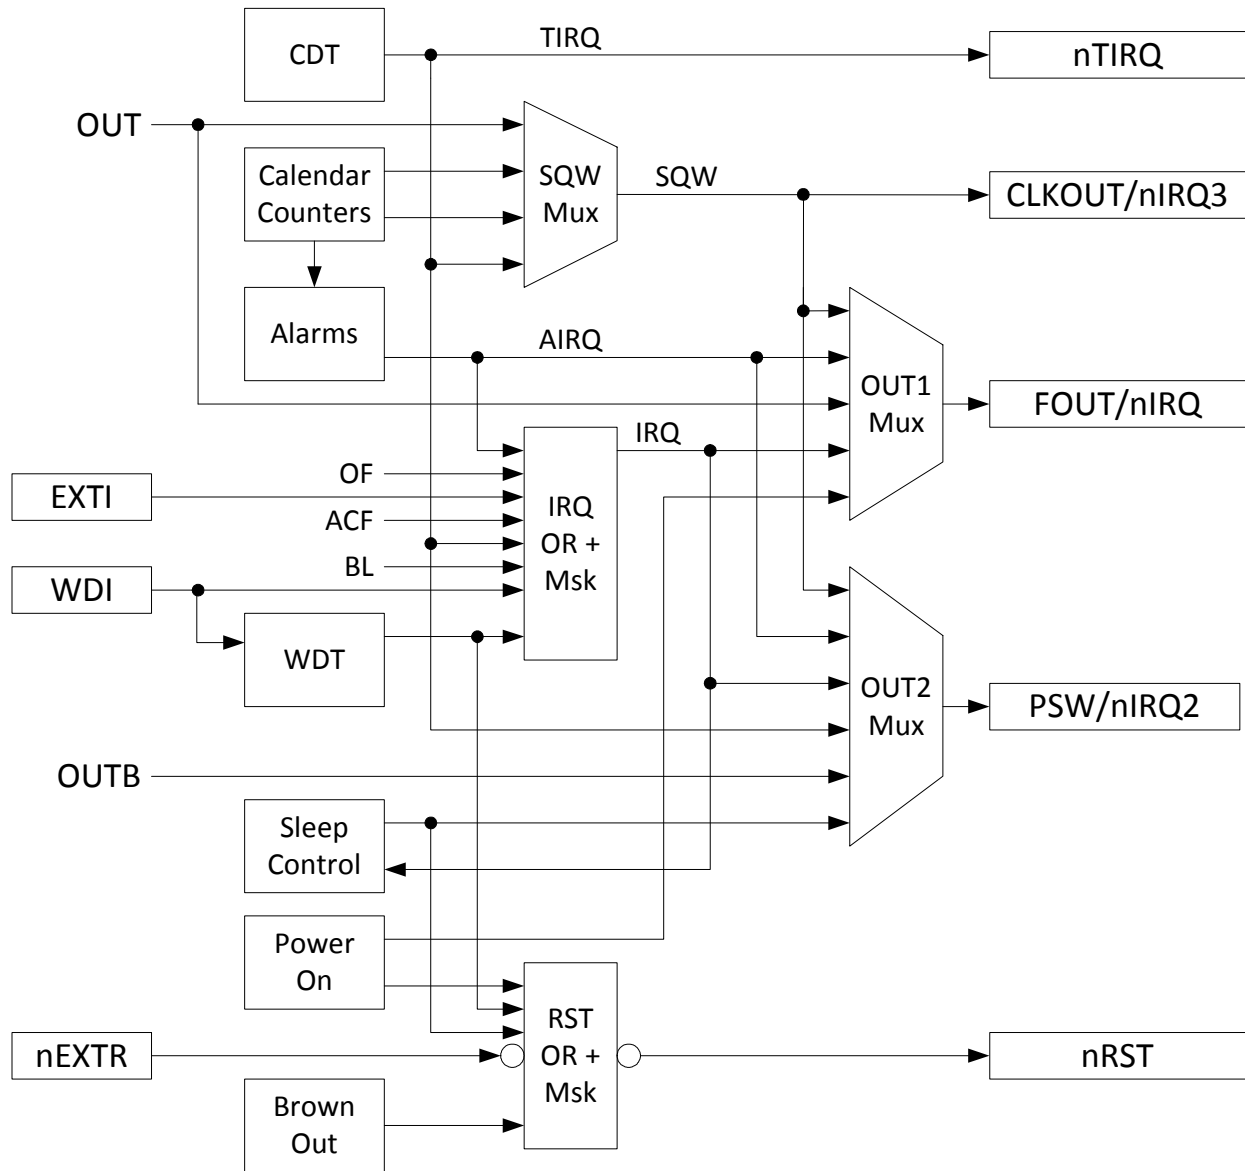 CDT
TIRQ
nTIRQ
OUT
Calendar
Counters
SQW
Mux
SQW
CLKOUT/nIRQ3
Alarms
AIRQ
OUT1
Mux
FOUT/nIRQ
IRQ
OF
EXTI
ACF
IRQ
OR +
Msk
BL
WDI
WDT
OUT2
Mux
PSW/nIRQ2
OUTB
Sleep
Control
Power
On
RST
OR +
Msk
nEXTR
nRST
Brown
Out